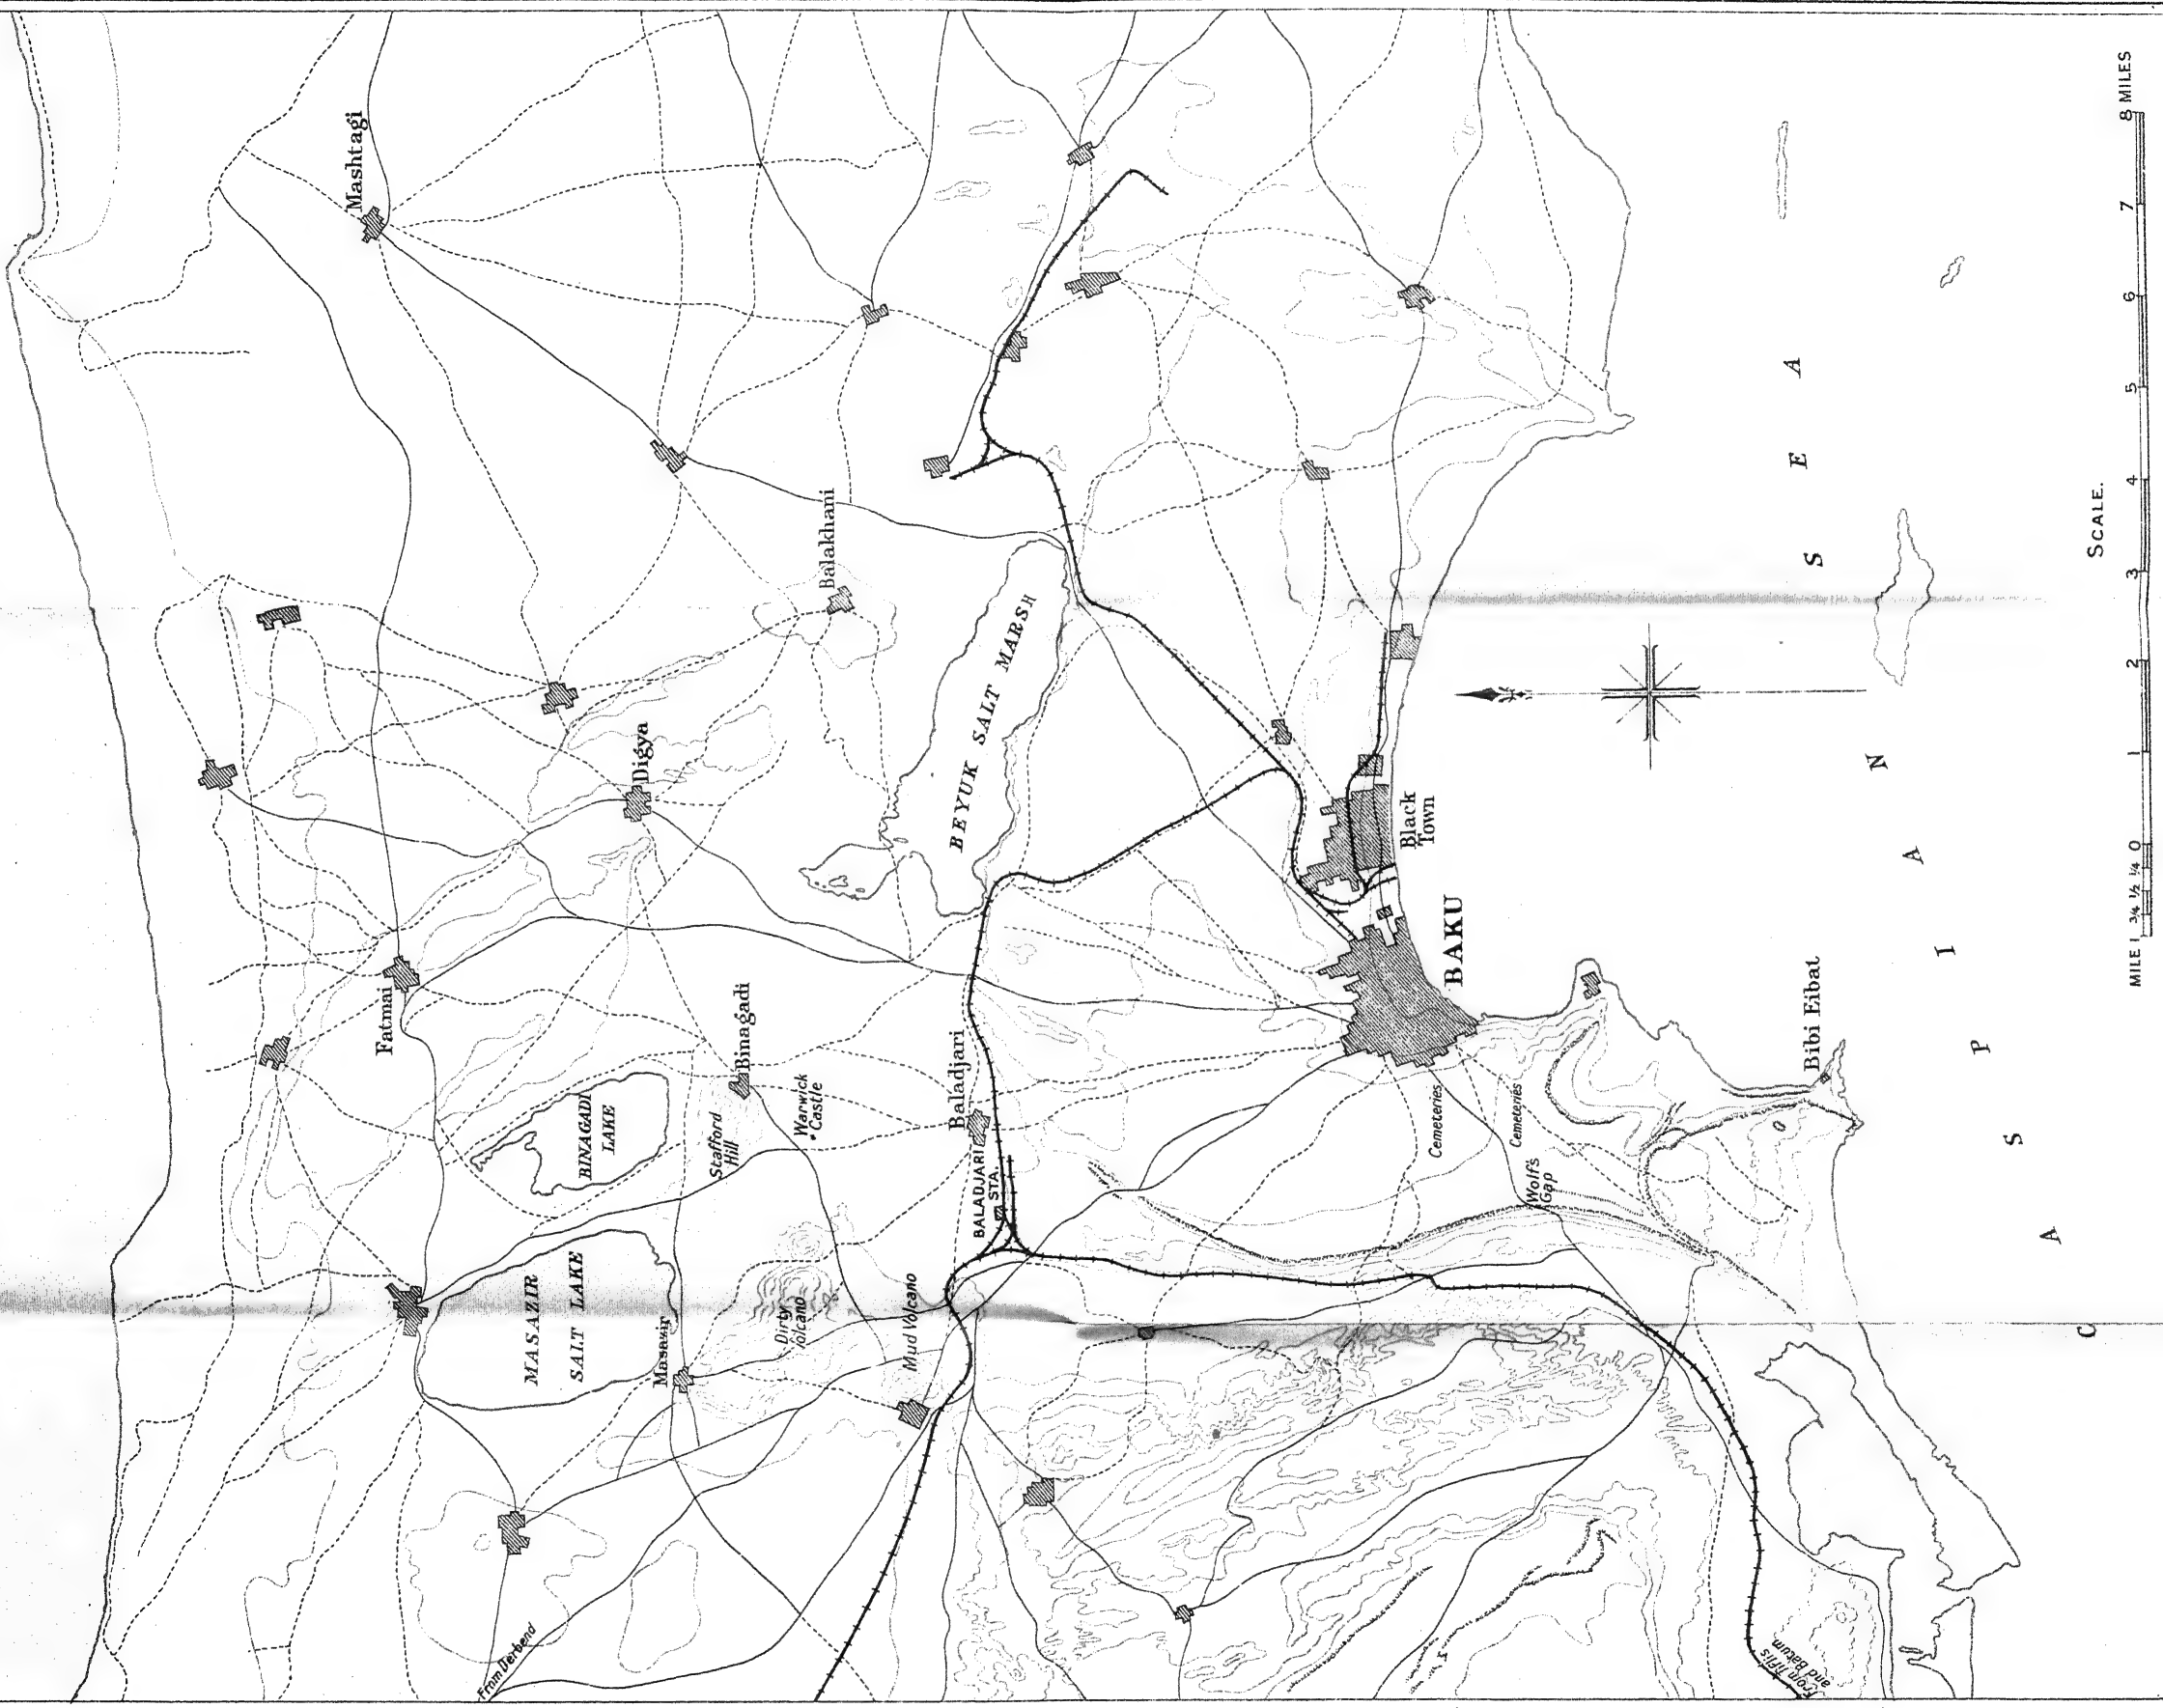 Mashtagi
Fatmai
Digya
Balakhani
BINAGADI
LAKE
Binagadi
Stafford
Hill
Warwick
Castle
MASAZIR
SALT LAKE
Masazir
Dirty
Volcano
Mud Volcano
BEYUK SALT MARSH
Baladjari
BALADJARI
STA.
From Derbend
Black
Town
BAKU
Cemeteries
Cemeteries
Wolf's
Gap
Bibi Eibat
From Tiflis
and Batum
CASPIAN SEA
SCALE.
MILE 1 3/4 1/2 1/4 0 1 2 3 4 5 6 7 8 MILES